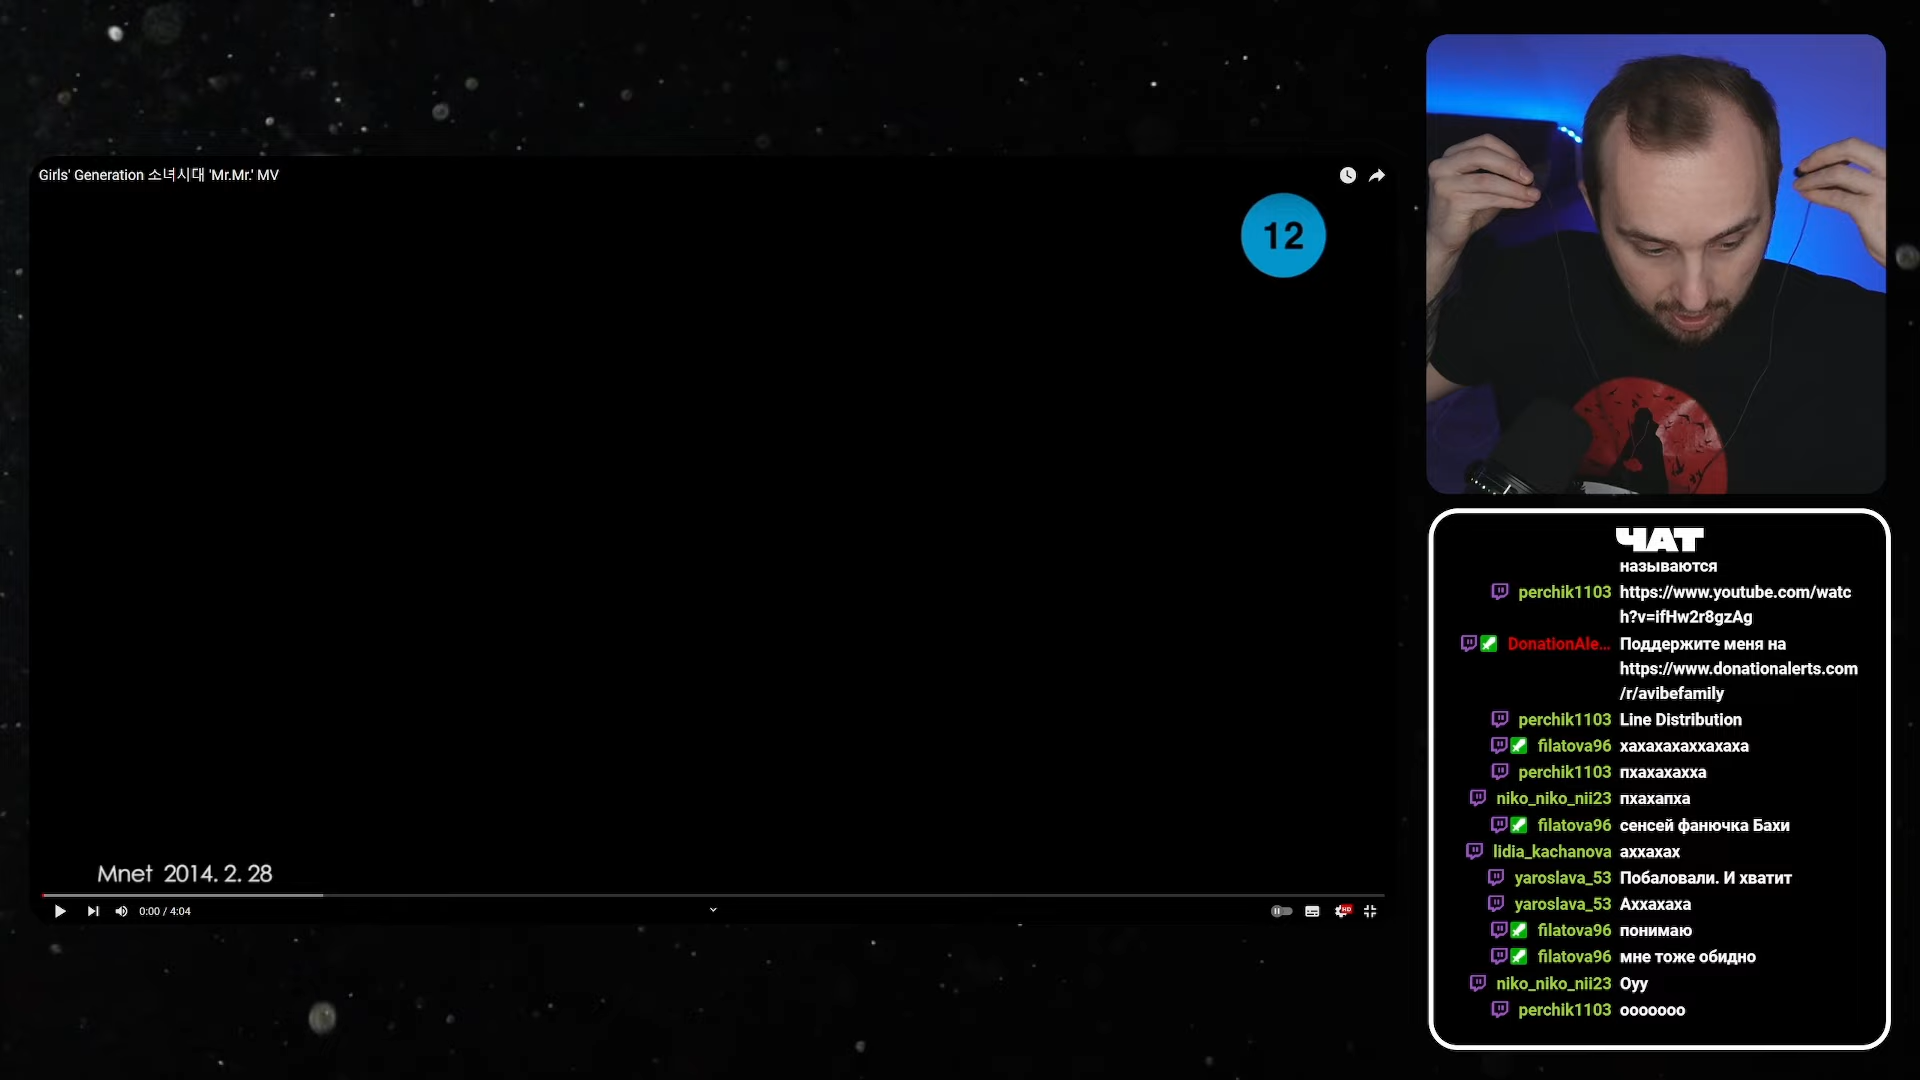 Girls' Generation 소녀시대 'Mr.Mr.' MV
12
Mnet 2014. 2. 28
0:00 / 4:04
HD
ЧАТ
называются
perchik1103 https://www.youtube.com/watc
h?v=ifHw2r8gzAg
DonationAle... Поддержите меня на
https://www.donationalerts.com
/r/avibefamily
perchik1103 Line Distribution
filatova96 хахахахаххахаха
perchik1103 пхахахахха
niko_niko_nii23 пхахапха
filatova96 сенсей фанючка Бахи
lidia_kachanova аххахах
yaroslava_53 Побаловали. И хватит
yaroslava_53 Аххахаха
filatova96 понимаю
filatova96 мне тоже обидно
niko_niko_nii23 Оуу
perchik1103 ооооооо